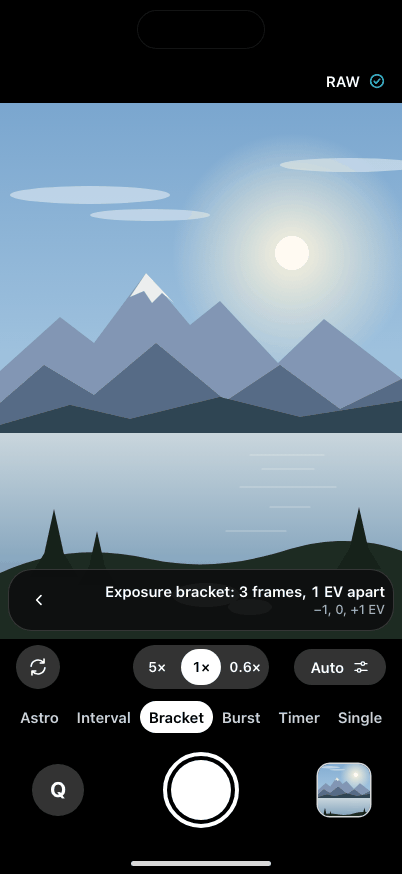 RAW
Exposure bracket: 3 frames, 1 EV apart
−1, 0, +1 EV
5× 1× 0.6× Auto
Astro Interval Bracket Burst Timer Single
Q